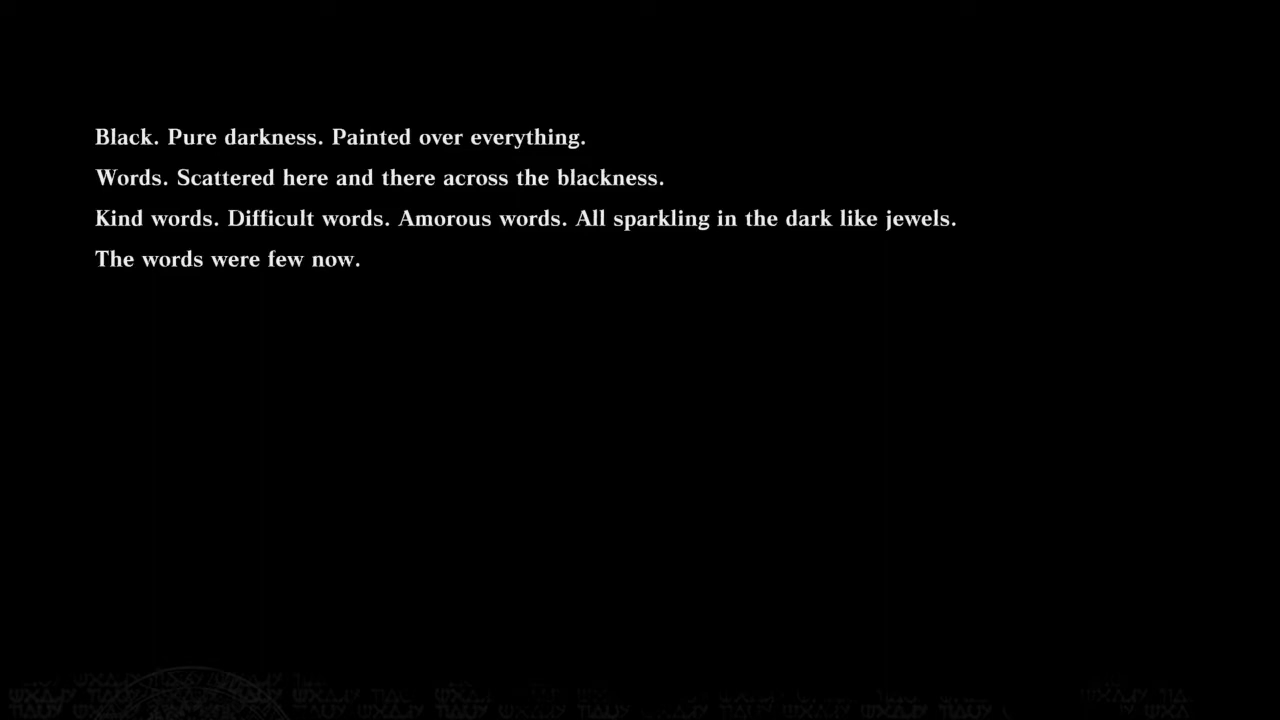 Black. Pure darkness. Painted over everything.
Words. Scattered here and there across the blackness.
Kind words. Difficult words. Amorous words. All sparkling in the dark like jewels.
The words were few now.